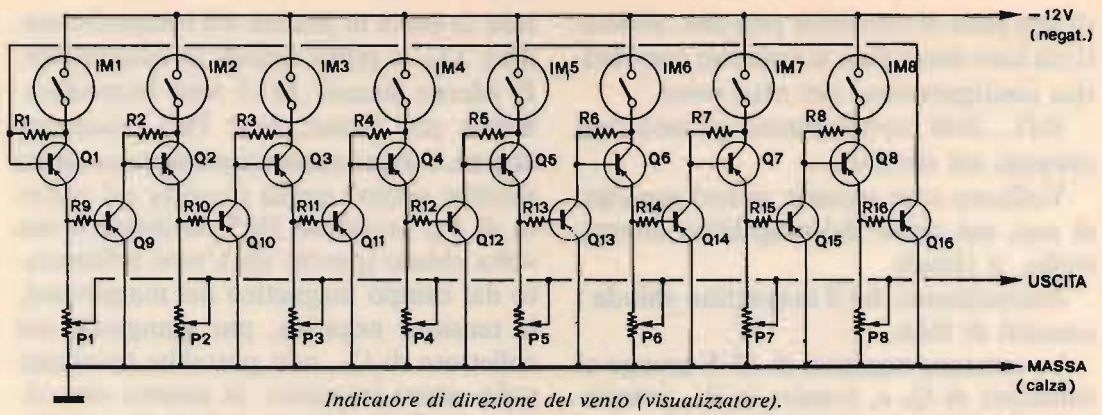 −12V
(negat.)
IM1 IM2 IM3 IM4 IM5 IM6 IM7 IM8
R1 R2 R3 R4 R5 R6 R7 R8
Q1 Q2 Q3 Q4 Q5 Q6 Q7 Q8
R9 R10 R11 R12 R13 R14 R15 R16
Q9 Q10 Q11 Q12 Q13 Q14 Q15 Q16
USCITA
P1 P2 P3 P4 P5 P6 P7 P8
MASSA
(calza)
Indicatore di direzione del vento (visualizzatore).